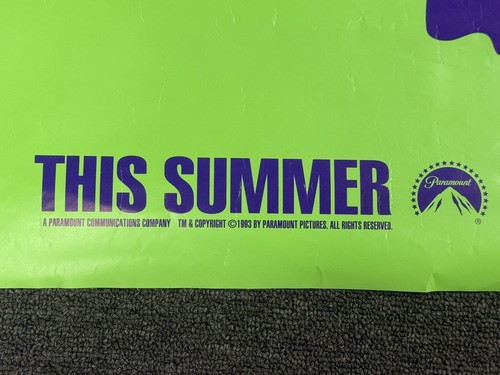 THIS SUMMER
A PARAMOUNT COMMUNICATIONS COMPANY TM & COPYRIGHT ©1993 BY PARAMOUNT PICTURES. ALL RIGHTS RESERVED.
Paramount
®